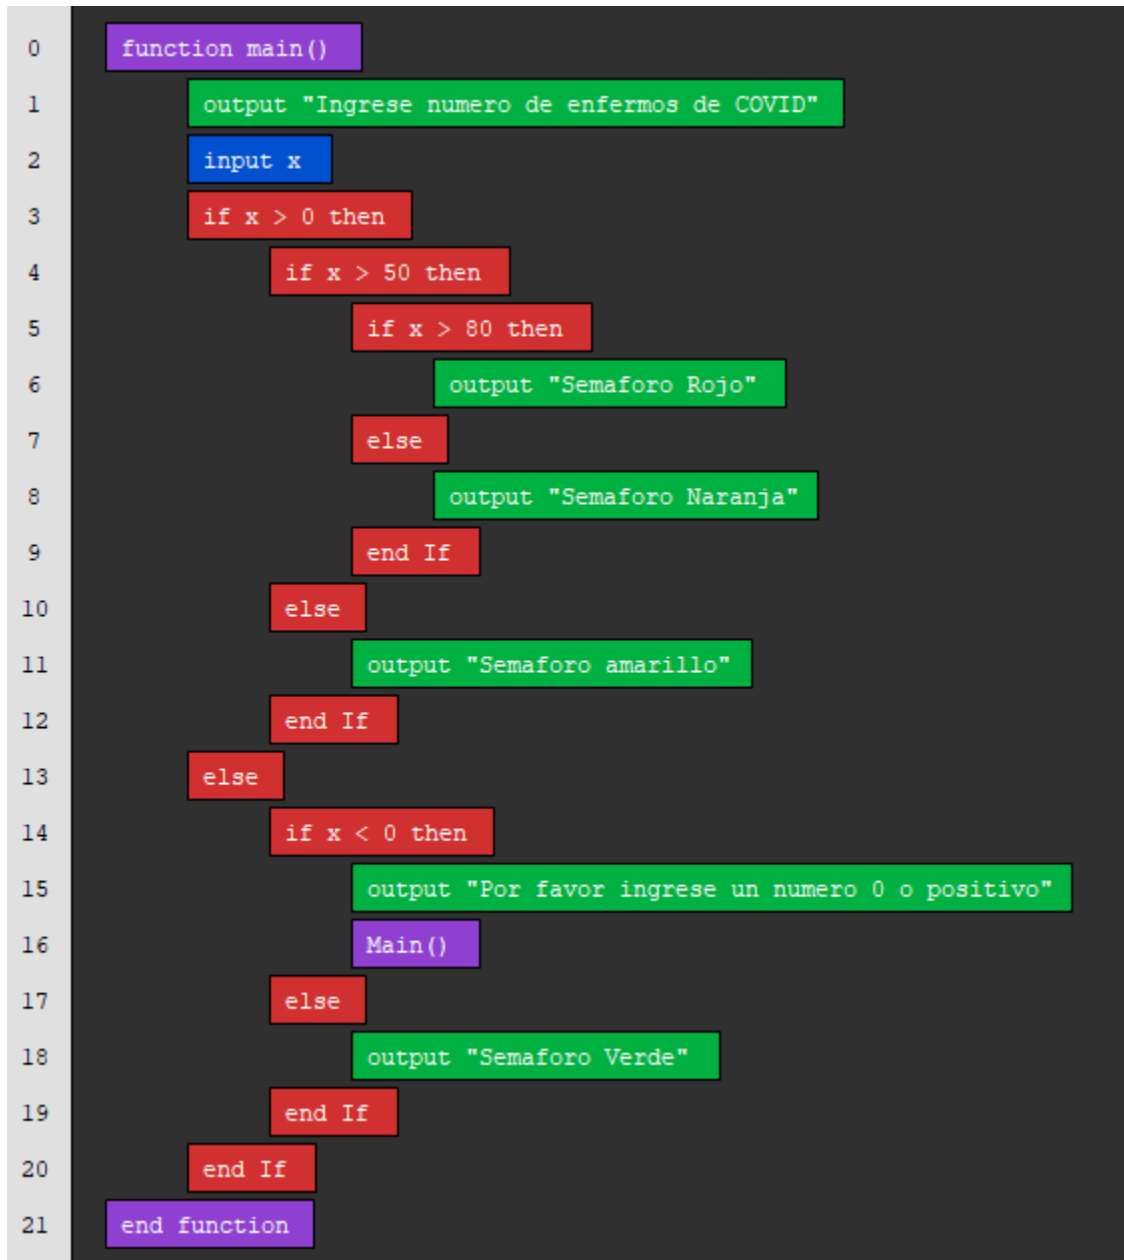 0 function main()
1 output "Ingrese numero de enfermos de COVID"
2 input x
3 if x > 0 then
4 if x > 50 then
5 if x > 80 then
6 output "Semaforo Rojo"
7 else
8 output "Semaforo Naranja"
9 end If
10 else
11 output "Semaforo amarillo"
12 end If
13 else
14 if x < 0 then
15 output "Por favor ingrese un numero 0 o positivo"
16 Main()
17 else
18 output "Semaforo Verde"
19 end If
20 end If
21 end function